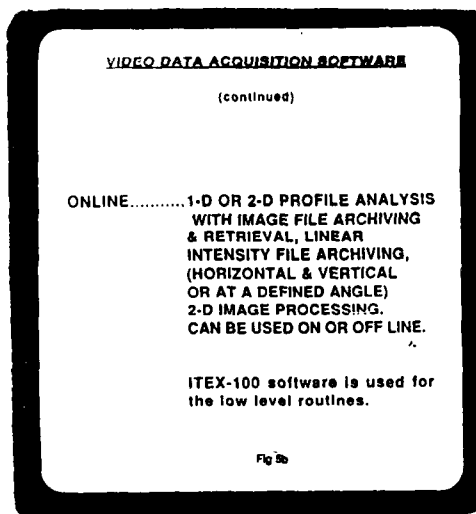 VIDEO DATA ACQUISITION SOFTWARE
(continued)
ONLINE...........1-D OR 2-D PROFILE ANALYSIS
WITH IMAGE FILE ARCHIVING
& RETRIEVAL, LINEAR
INTENSITY FILE ARCHIVING,
(HORIZONTAL & VERTICAL
OR AT A DEFINED ANGLE)
2-D IMAGE PROCESSING.
CAN BE USED ON OR OFF LINE.
ITEX-100 software is used for
the low level routines.
Fig 5b